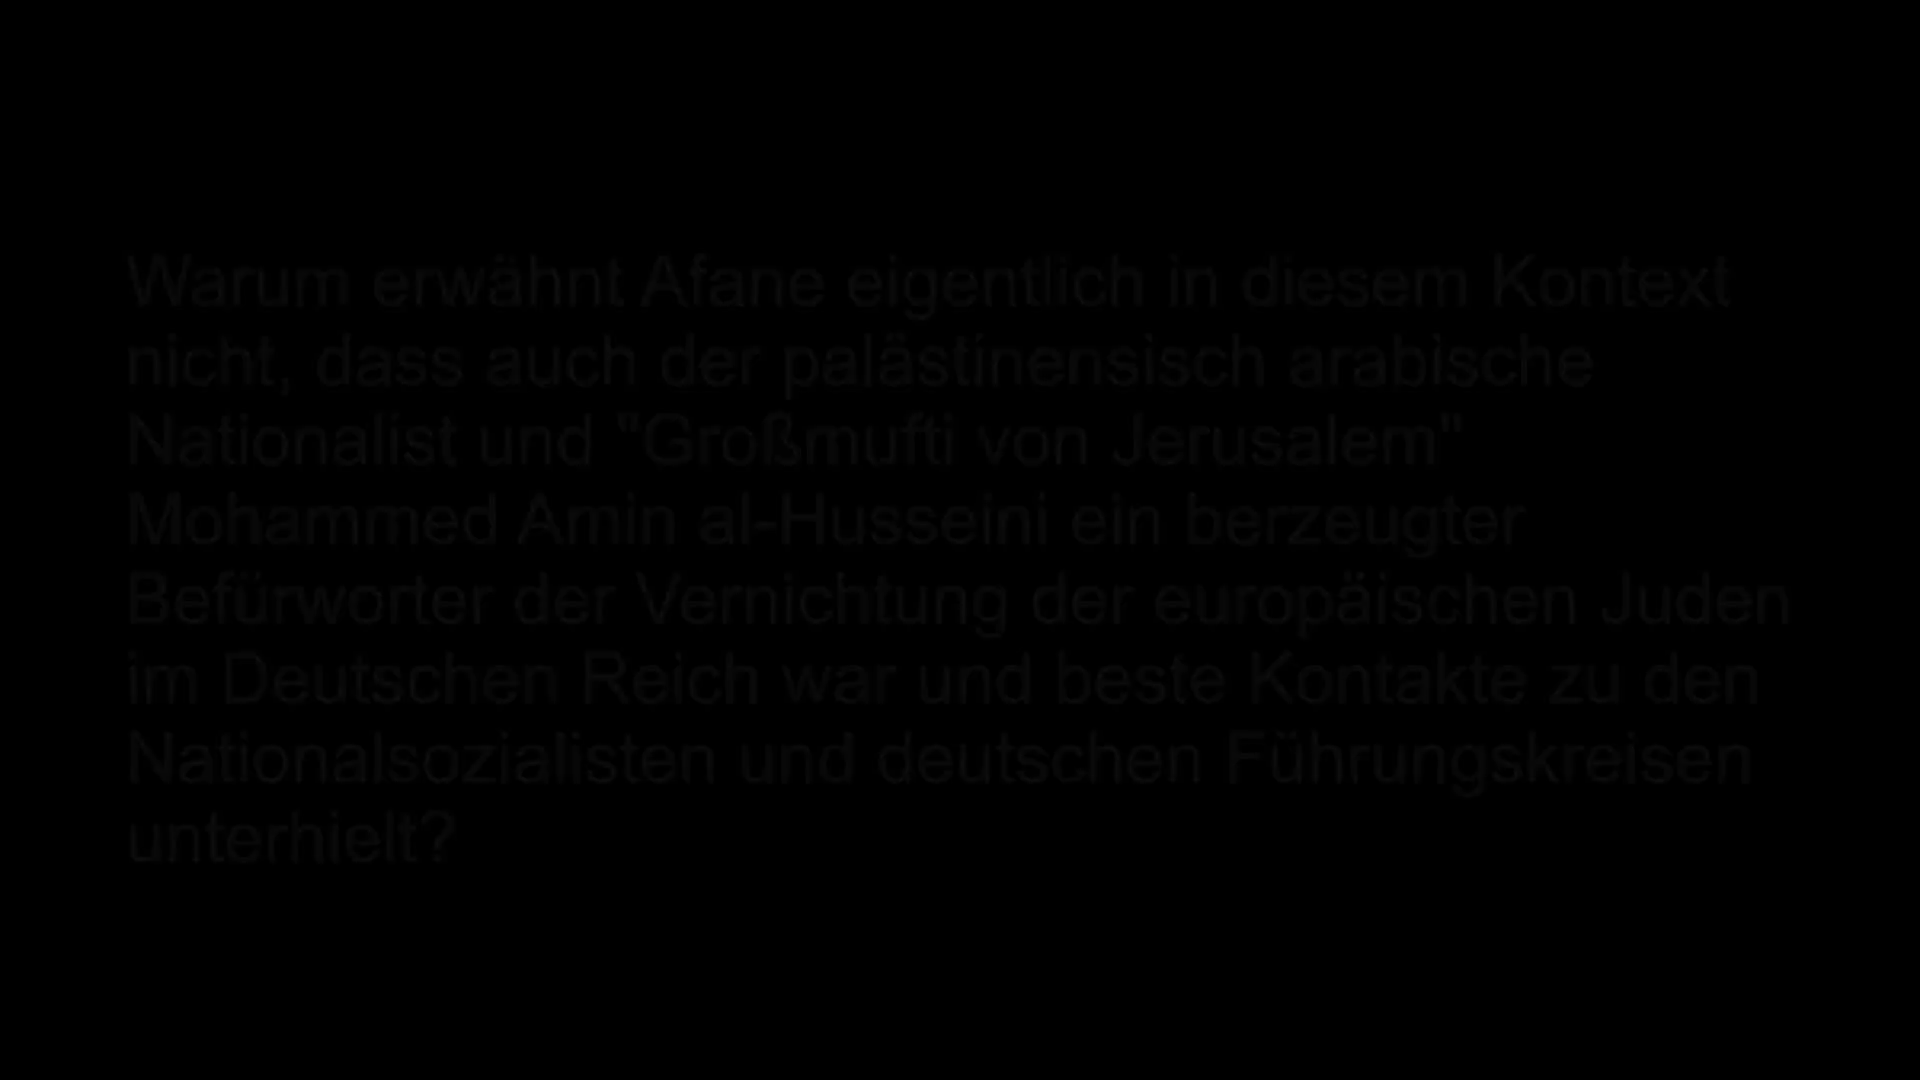 Warum erwähnt Afane eigentlich in diesem Kontext
nicht, dass auch der palästinensisch arabische
Nationalist und "Großmufti von Jerusalem"
Mohammed Amin al-Husseini ein berzeugter
Befürworter der Vernichtung der europäischen Juden
im Deutschen Reich war und beste Kontakte zu den
Nationalsozialisten und deutschen Führungskreisen
unterhielt?